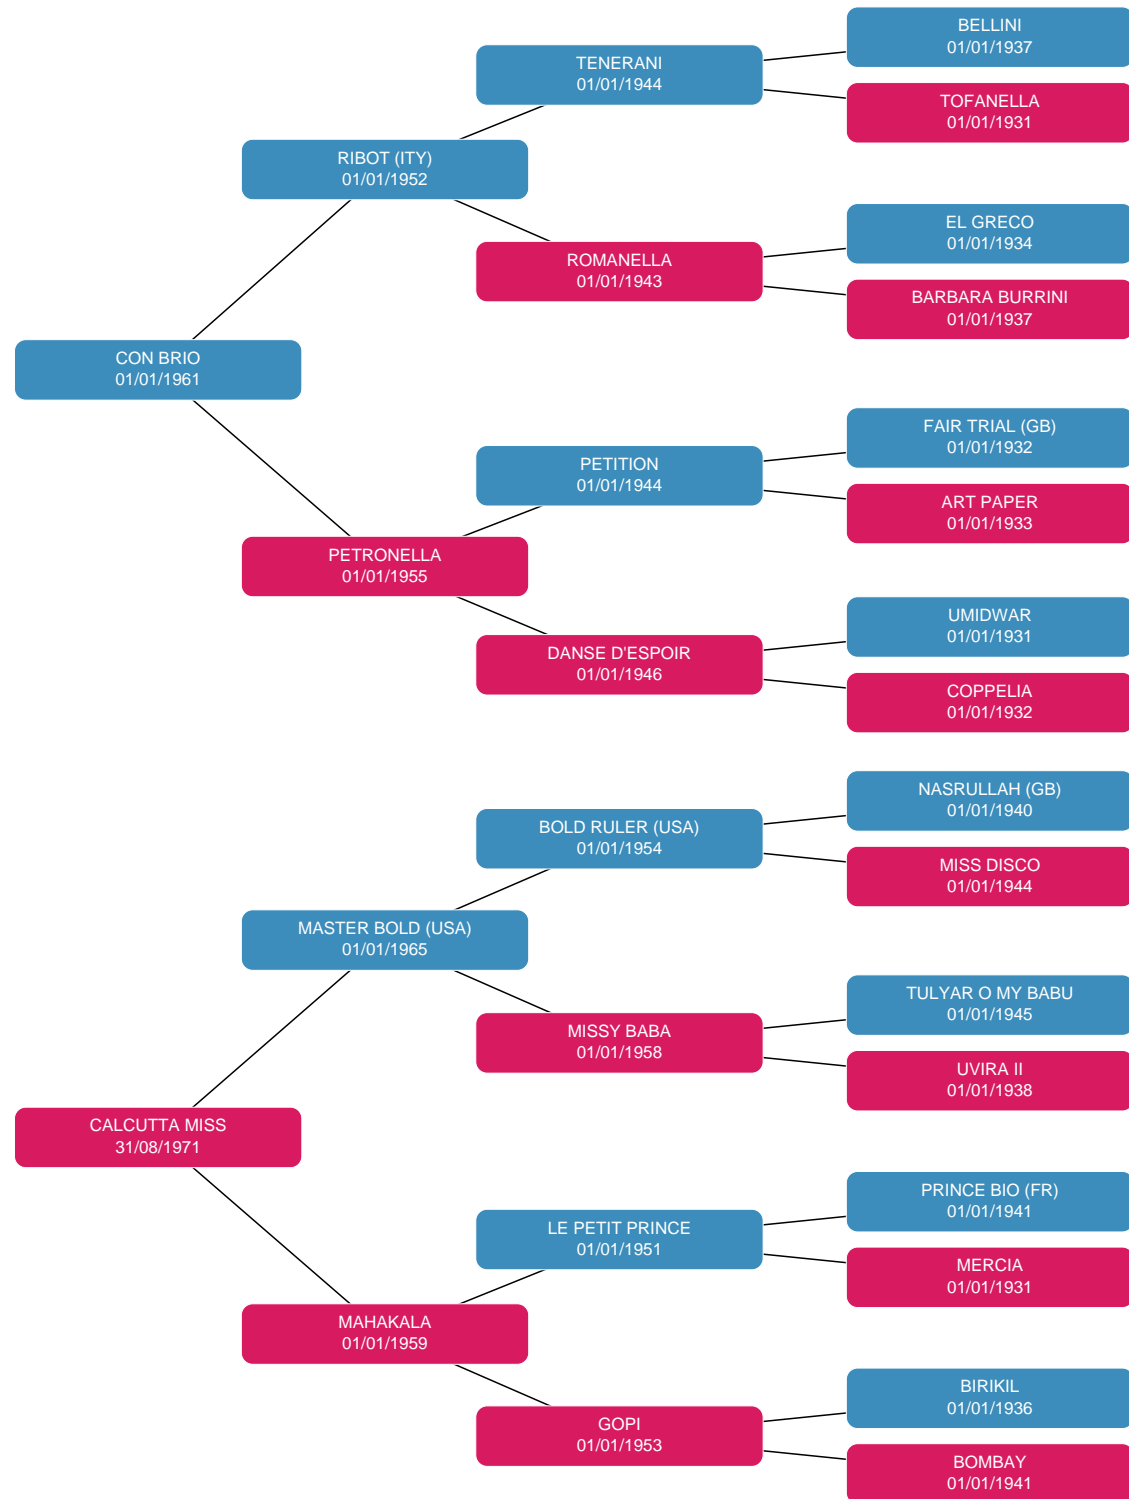 BELLINI
01/01/1937
TENERANI
01/01/1944
TOFANELLA
01/01/1931
RIBOT (ITY)
01/01/1952
EL GRECO
01/01/1934
ROMANELLA
01/01/1943
BARBARA BURRINI
01/01/1937
CON BRIO
01/01/1961
FAIR TRIAL (GB)
01/01/1932
PETITION
01/01/1944
ART PAPER
01/01/1933
PETRONELLA
01/01/1955
UMIDWAR
01/01/1931
DANSE D'ESPOIR
01/01/1946
COPPELIA
01/01/1932
NASRULLAH (GB)
01/01/1940
BOLD RULER (USA)
01/01/1954
MISS DISCO
01/01/1944
MASTER BOLD (USA)
01/01/1965
TULYAR O MY BABU
01/01/1945
MISSY BABA
01/01/1958
UVIRA II
01/01/1938
CALCUTTA MISS
31/08/1971
PRINCE BIO (FR)
01/01/1941
LE PETIT PRINCE
01/01/1951
MERCIA
01/01/1931
MAHAKALA
01/01/1959
BIRIKIL
01/01/1936
GOPI
01/01/1953
BOMBAY
01/01/1941